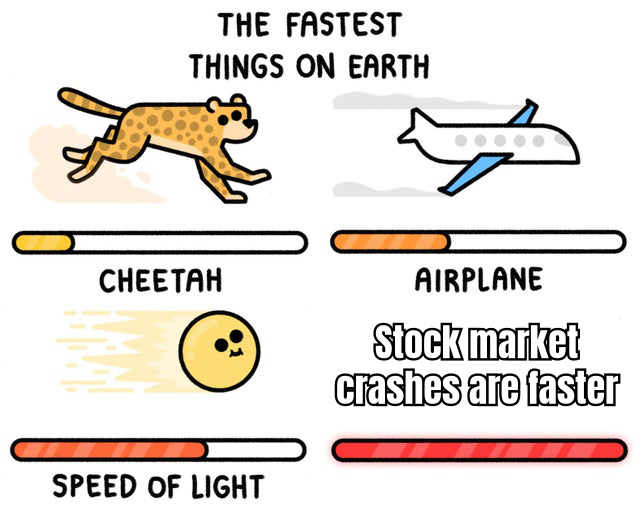 THE FASTEST
THINGS ON EARTH
CHEETAH
AIRPLANE
Stock market
crashes are faster
SPEED OF LIGHT